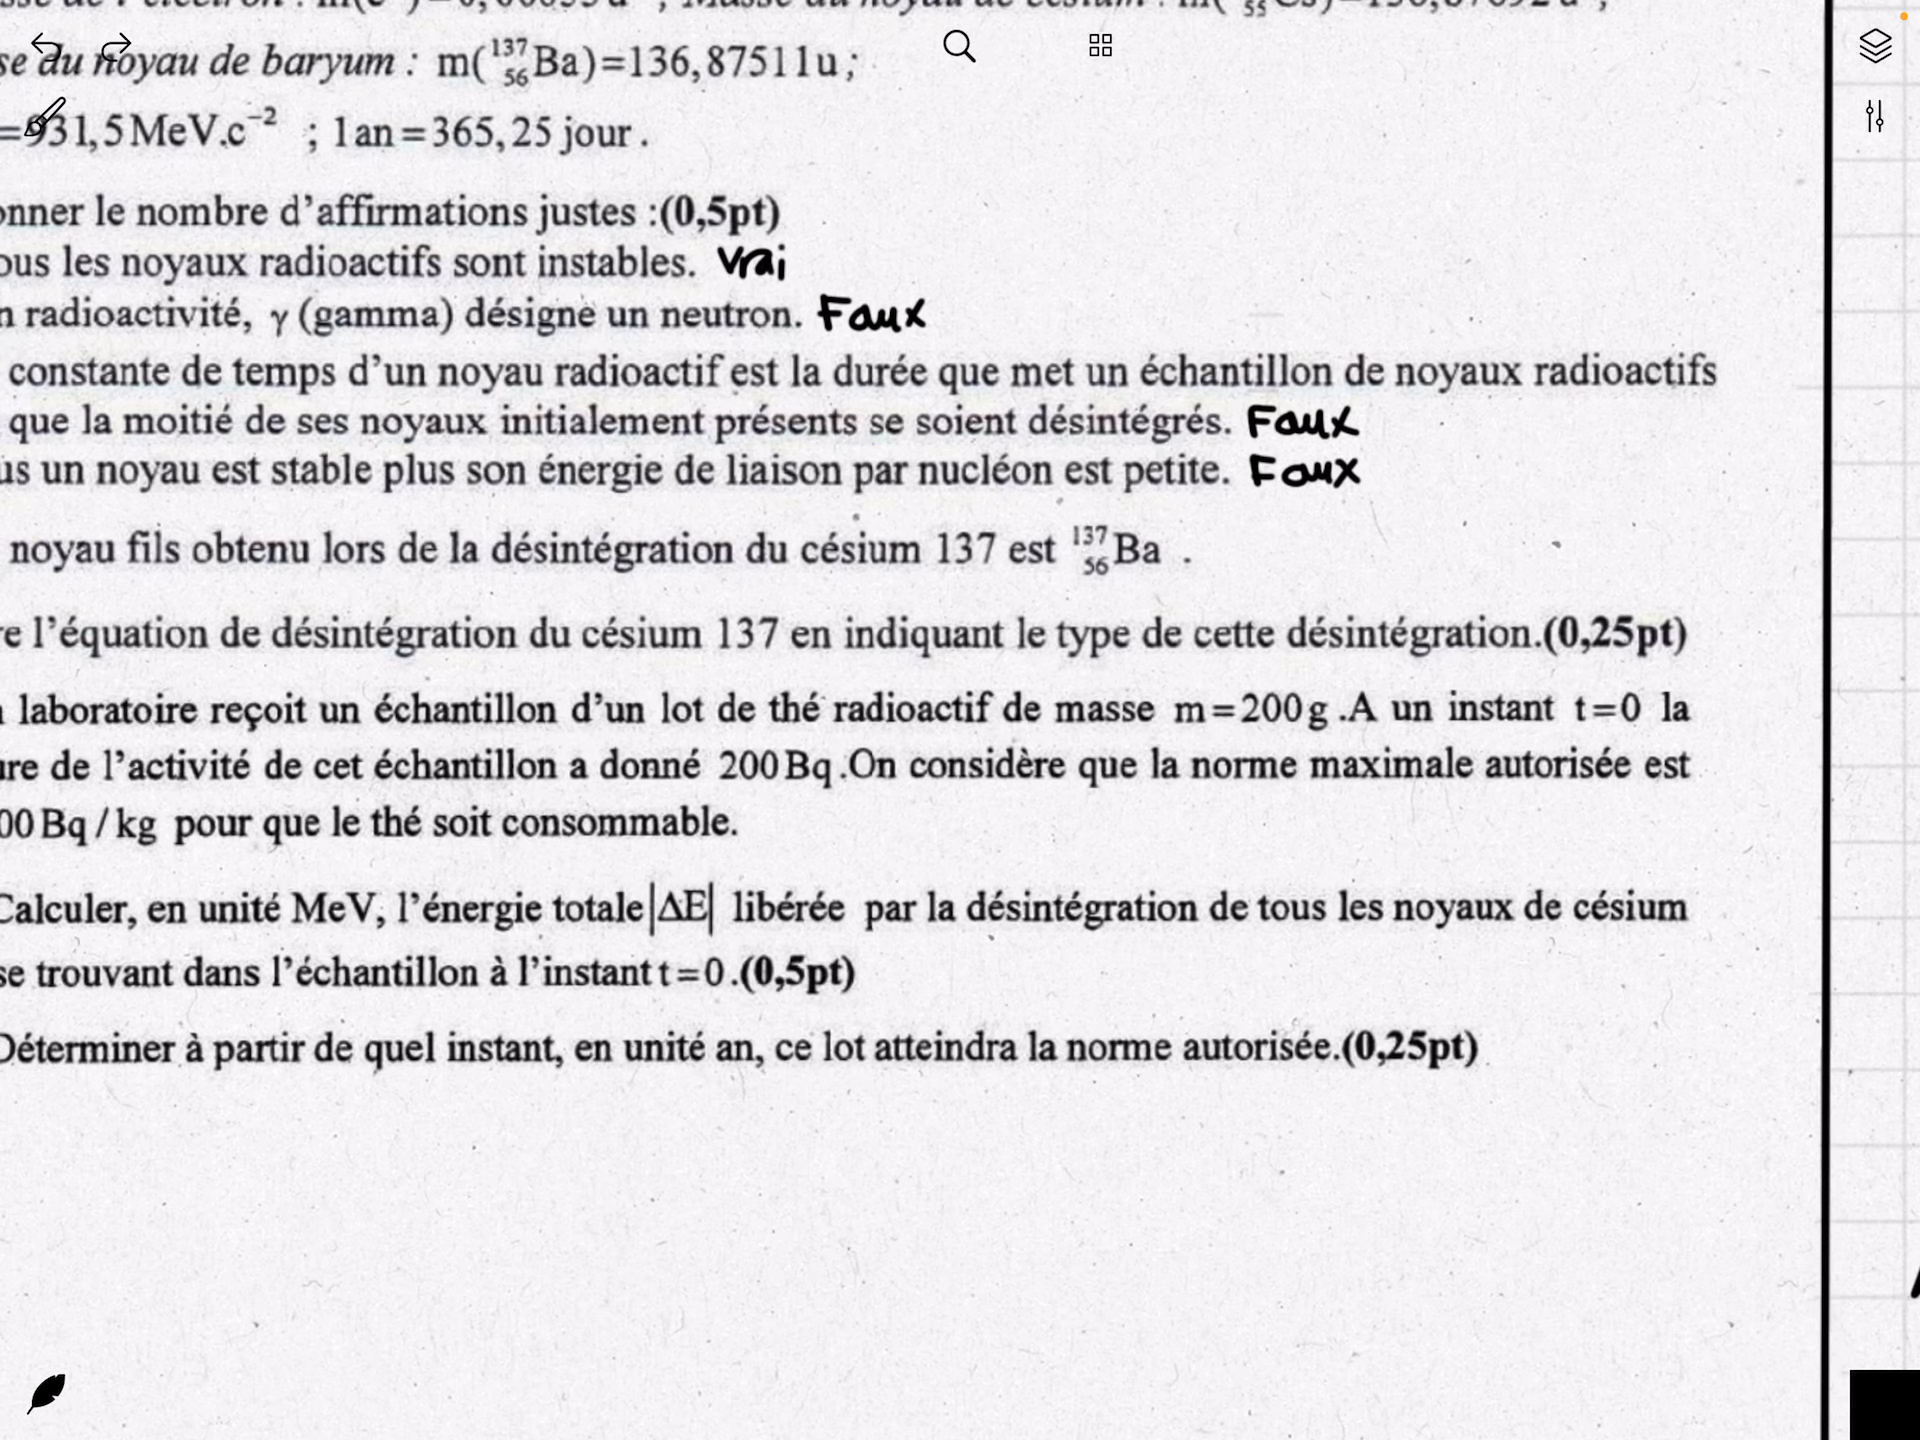 se du noyau de baryum : m(¹³⁷₅₆Ba)=136,87511u ;
=931,5 MeV.c⁻² ; 1an=365,25 jour.
onner le nombre d'affirmations justes :(0,5pt)
ous les noyaux radioactifs sont instables. Vrai
n radioactivité, γ (gamma) désigne un neutron. Faux
constante de temps d'un noyau radioactif est la durée que met un échantillon de noyaux radioactifs
que la moitié de ses noyaux initialement présents se soient désintégrés. Faux
us un noyau est stable plus son énergie de liaison par nucléon est petite. Faux
noyau fils obtenu lors de la désintégration du césium 137 est ¹³⁷₅₆Ba .
re l'équation de désintégration du césium 137 en indiquant le type de cette désintégration.(0,25pt)
laboratoire reçoit un échantillon d'un lot de thé radioactif de masse m=200g .A un instant t=0 la
ure de l'activité de cet échantillon a donné 200Bq .On considère que la norme maximale autorisée est
00 Bq / kg pour que le thé soit consommable.
Calculer, en unité MeV, l'énergie totale |ΔE| libérée par la désintégration de tous les noyaux de césium
se trouvant dans l'échantillon à l'instant t=0 .(0,5pt)
Déterminer à partir de quel instant, en unité an, ce lot atteindra la norme autorisée.(0,25pt)